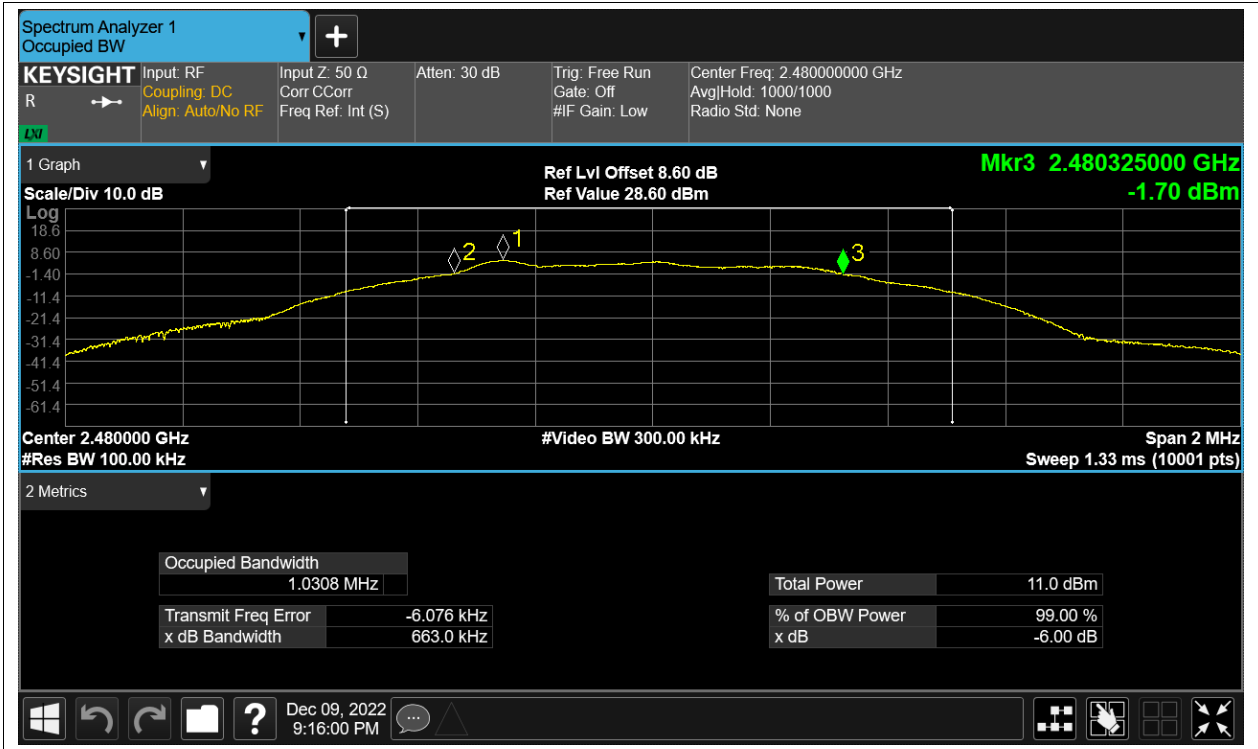 Spectrum Analyzer 1
Occupied BW
KEYSIGHT
R
LXI
Input: RF
Coupling: DC
Align: Auto/No RF
Input Z: 50 Ω
Corr CCorr
Freq Ref: Int (S)
Atten: 30 dB
Trig: Free Run
Gate: Off
#IF Gain: Low
Center Freq: 2.480000000 GHz
Avg|Hold: 1000/1000
Radio Std: None
1 Graph
Scale/Div 10.0 dB
Ref Lvl Offset 8.60 dB
Ref Value 28.60 dBm
Mkr3 2.480325000 GHz
-1.70 dBm
Log
18.6
8.60
-1.40
-11.4
-21.4
-31.4
-41.4
-51.4
-61.4
2
1
3
Center 2.480000 GHz
#Res BW 100.00 kHz
#Video BW 300.00 kHz
Span 2 MHz
Sweep 1.33 ms (10001 pts)
2 Metrics
Occupied Bandwidth
1.0308 MHz
Transmit Freq Error -6.076 kHz
x dB Bandwidth 663.0 kHz
Total Power 11.0 dBm
% of OBW Power 99.00 %
x dB -6.00 dB
?
Dec 09, 2022
9:16:00 PM